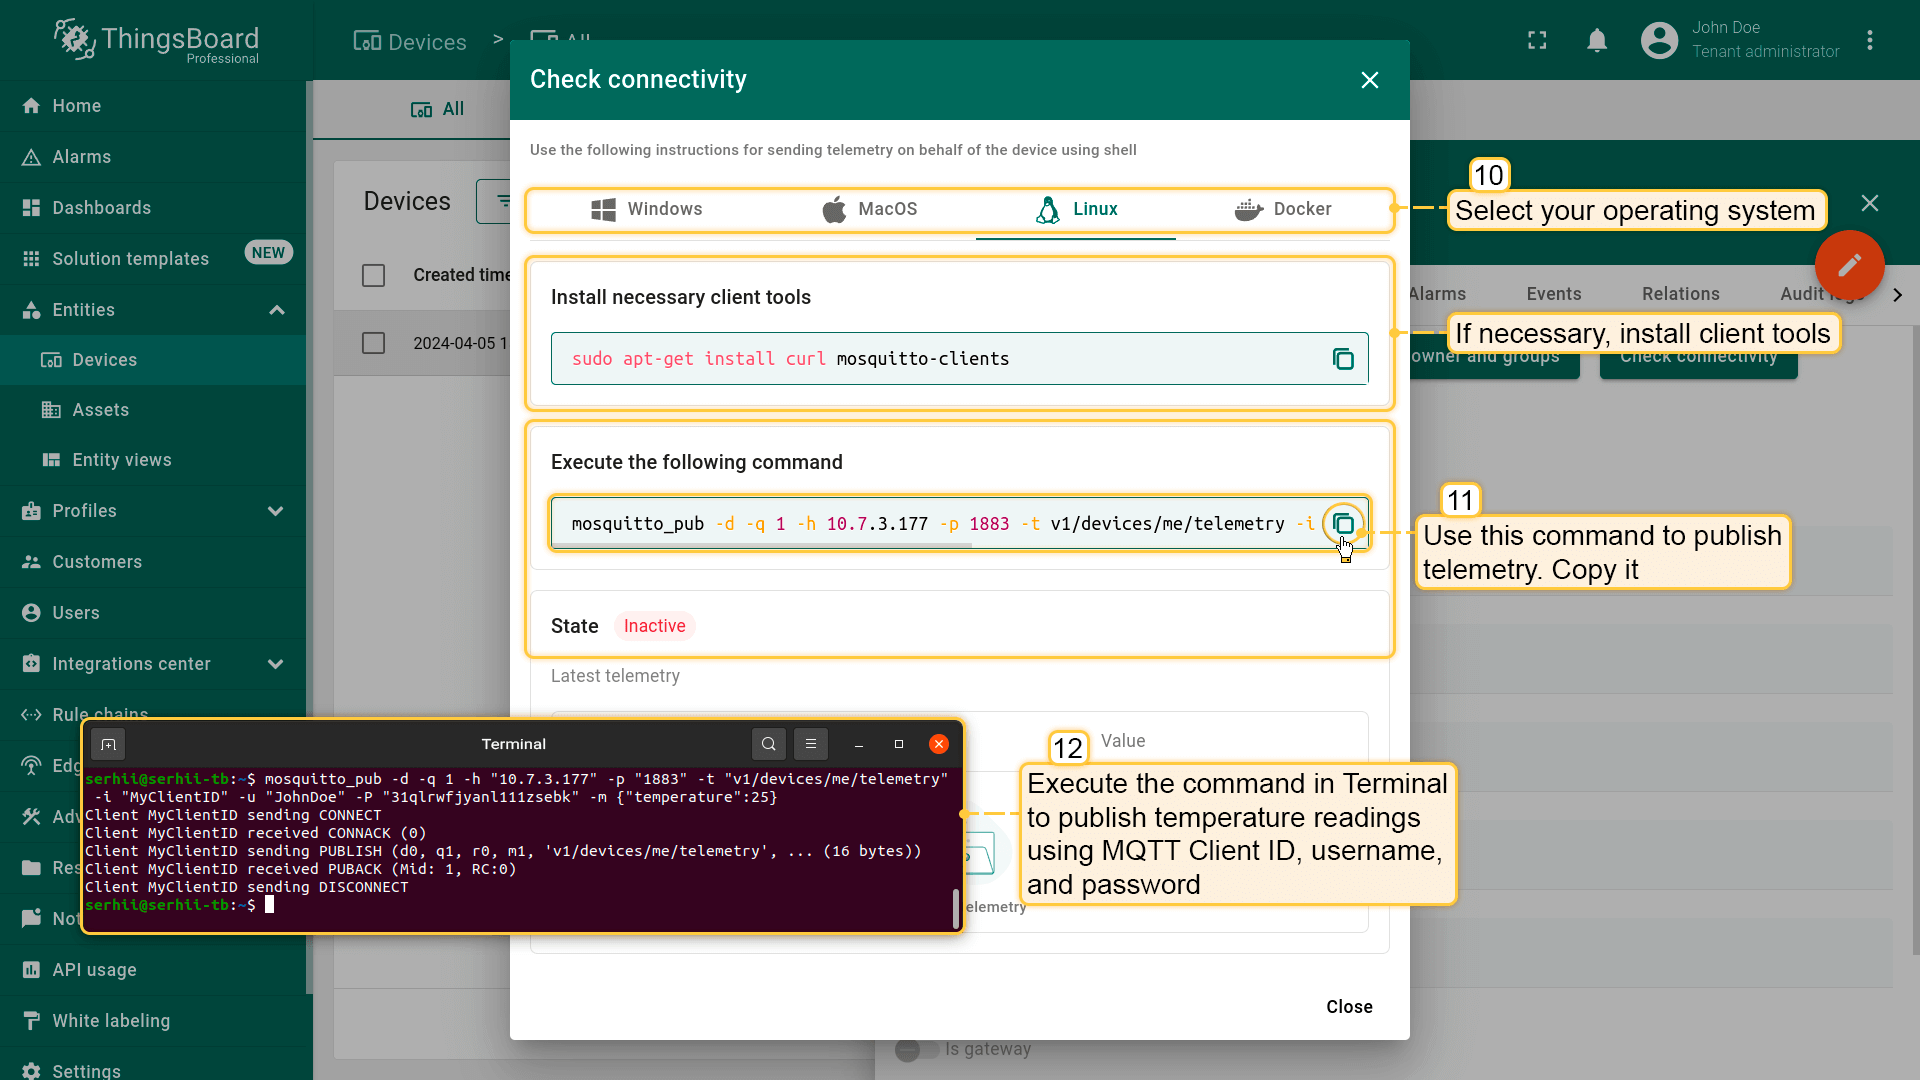 ThingsBoard
Professional
Devices
>
John Doe
Tenant administrator
Home
Alarms
Dashboards
Solution templates
NEW
Entities
Devices
Assets
Entity views
Profiles
Customers
Users
Integrations center
Rule chains
API usage
White labeling
Settings
All
Devices
Created time
2024-04-05 1
Check connectivity
Use the following instructions for sending telemetry on behalf of the device using shell
Windows
MacOS
Linux
Docker
Install necessary client tools
sudo apt-get install curl mosquitto-clients
Execute the following command
mosquitto_pub -d -q 1 -h 10.7.3.177 -p 1883 -t v1/devices/me/telemetry -i
State
Inactive
Latest telemetry
Value
elemetry
Close
Is gateway
10
Select your operating system
Alarms
Events
Relations
Audit logs
If necessary, install client tools
owner and groups
Check connectivity
11
Use this command to publish
telemetry. Copy it
12
Execute the command in Terminal
to publish temperature readings
using MQTT Client ID, username,
and password
Terminal
serhii@serhii-tb:~$ mosquitto_pub -d -q 1 -h "10.7.3.177" -p "1883" -t "v1/devices/me/telemetry"
-i "MyClientID" -u "JohnDoe" -P "31qlrwfjyanl111zsebk" -m {"temperature":25}
Client MyClientID sending CONNECT
Client MyClientID received CONNACK (0)
Client MyClientID sending PUBLISH (d0, q1, r0, m1, 'v1/devices/me/telemetry', ... (16 bytes))
Client MyClientID received PUBACK (Mid: 1, RC:0)
Client MyClientID sending DISCONNECT
serhii@serhii-tb:~$